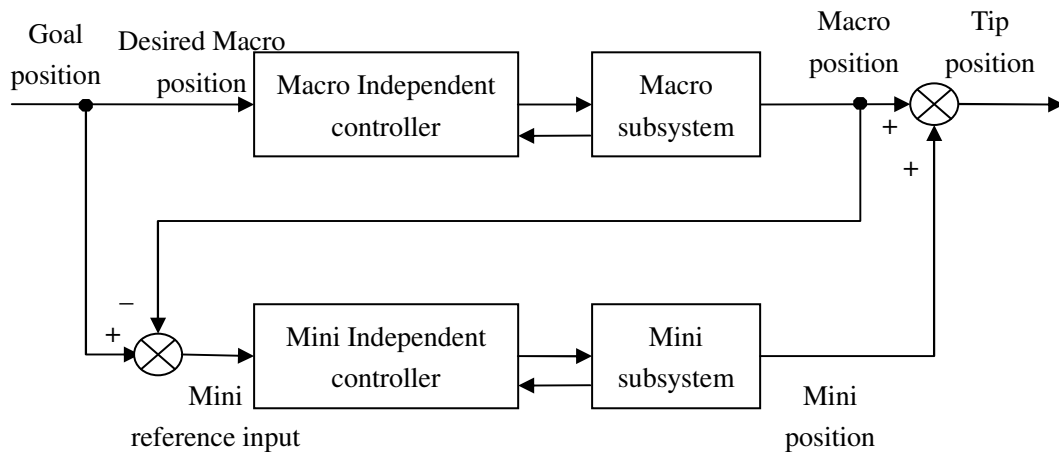 Goal
position
Desired Macro
position
Macro Independent
controller
Macro
subsystem
Macro
position
Tip
position
+
+
−
+
Mini
reference input
Mini Independent
controller
Mini
subsystem
Mini
position